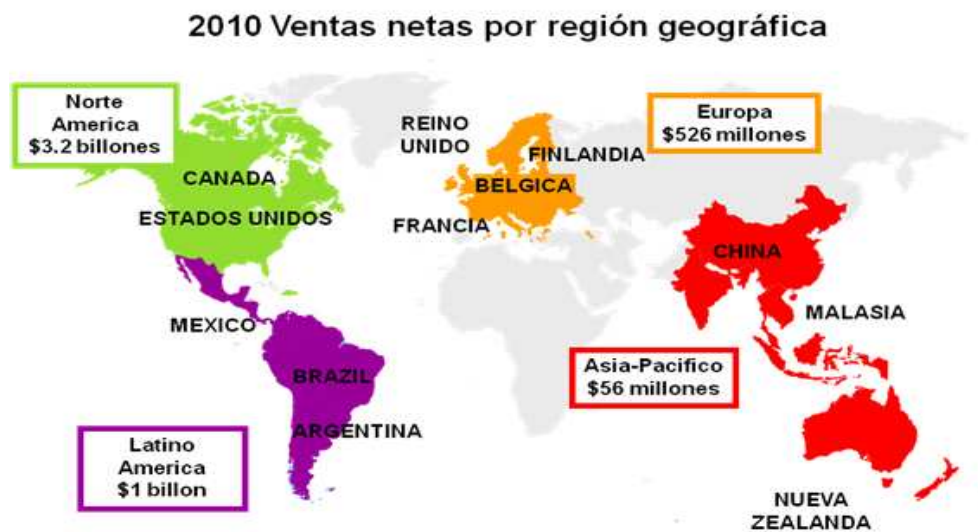 2010 Ventas netas por región geográfica
Norte
America
$3.2 billones
CANADA
ESTADOS UNIDOS
MEXICO
BRAZIL
ARGENTINA
Latino
America
$1 billon
REINO
UNIDO
FINLANDIA
BELGICA
FRANCIA
Europa
$526 millones
CHINA
MALASIA
Asia-Pacifico
$56 millones
NUEVA
ZEALANDA